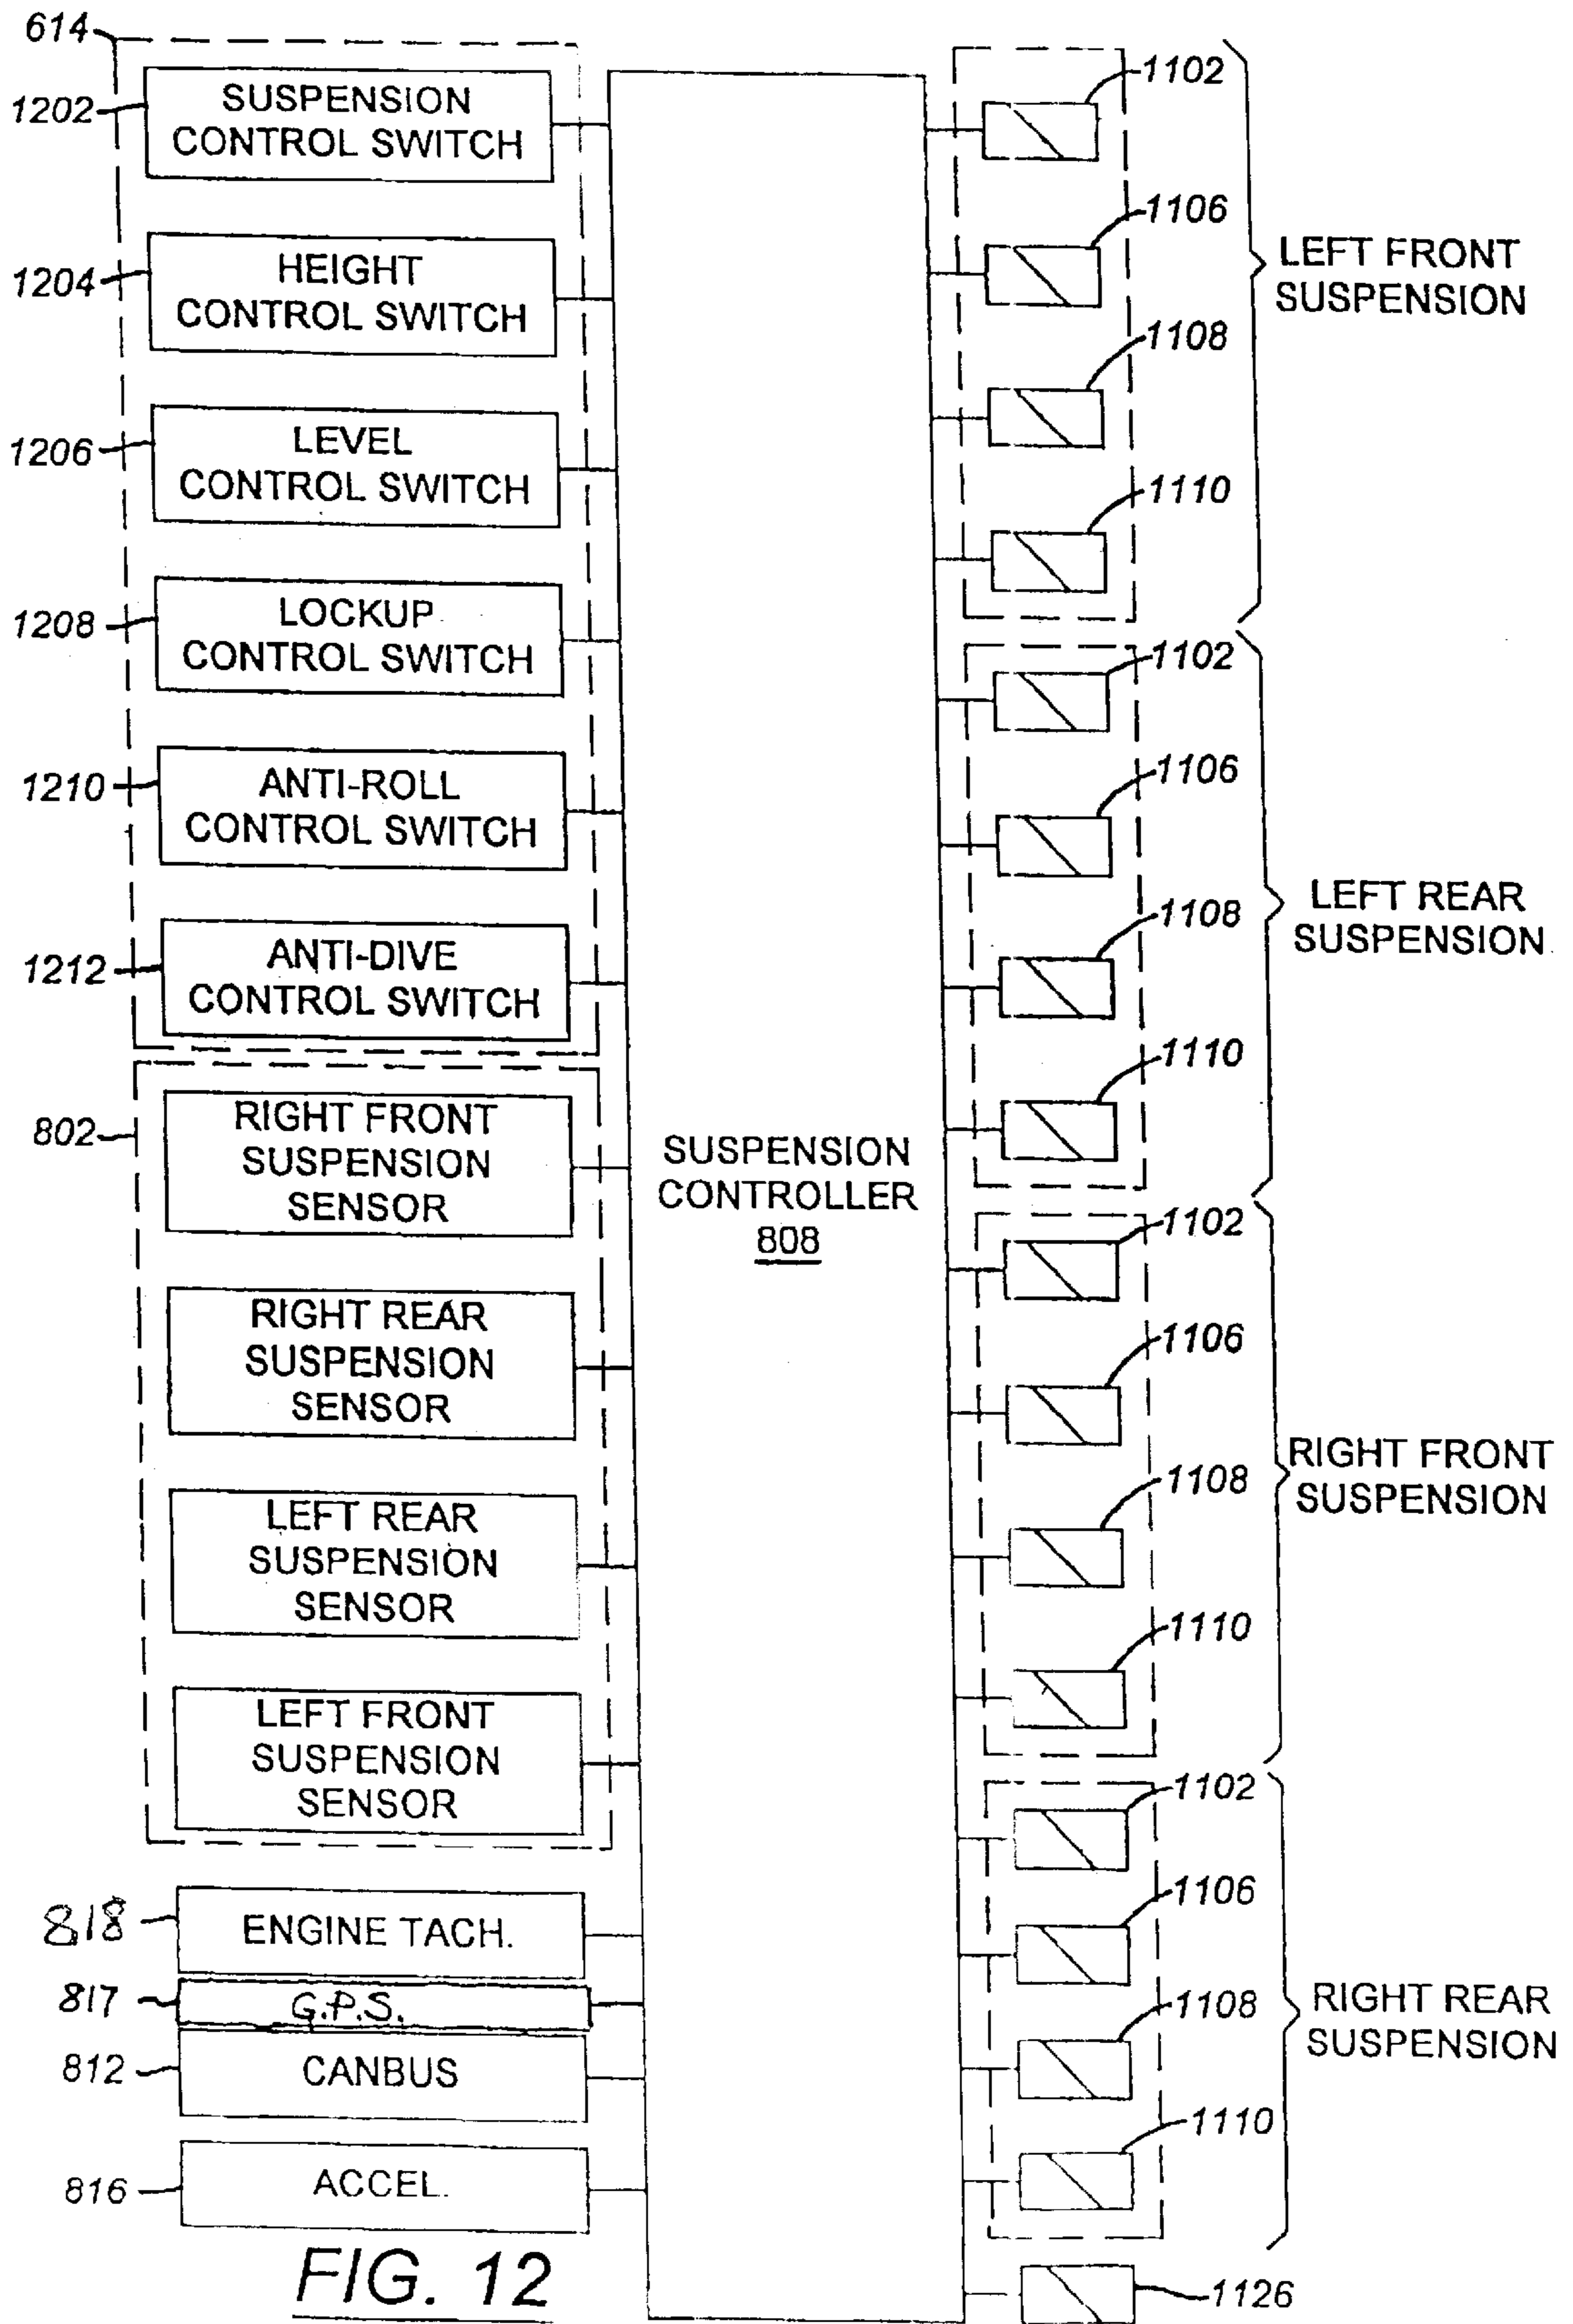 614
1202
SUSPENSION
CONTROL SWITCH
1204
HEIGHT
CONTROL SWITCH
1206
LEVEL
CONTROL SWITCH
1208
LOCKUP
CONTROL SWITCH
1210
ANTI-ROLL
CONTROL SWITCH
1212
ANTI-DIVE
CONTROL SWITCH
802
RIGHT FRONT
SUSPENSION
SENSOR
RIGHT REAR
SUSPENSION
SENSOR
LEFT REAR
SUSPENSION
SENSOR
LEFT FRONT
SUSPENSION
SENSOR
818
ENGINE TACH.
817
G.P.S.
812
CANBUS
816
ACCEL.
SUSPENSION
CONTROLLER
808
1102
1106
1108
1110
LEFT FRONT
SUSPENSION
1102
1106
1108
1110
LEFT REAR
SUSPENSION
1102
1106
1108
1110
RIGHT FRONT
SUSPENSION
1102
1106
1108
1110
RIGHT REAR
SUSPENSION
1126
FIG. 12